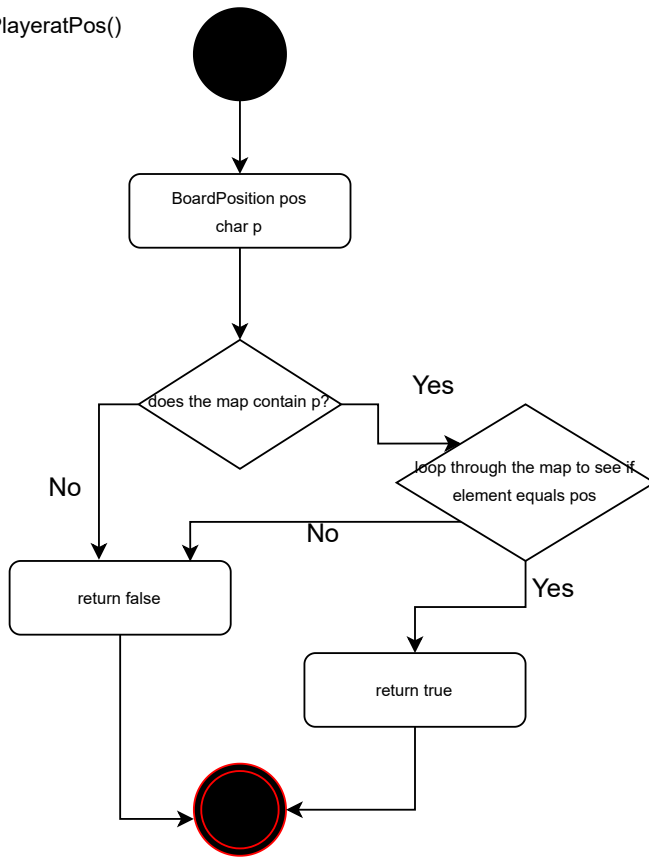 PlayeratPos()
BoardPosition pos
char p
does the map contain p?
Yes
loop through the map to see if
element equals pos
No
No
Yes
return false
return true